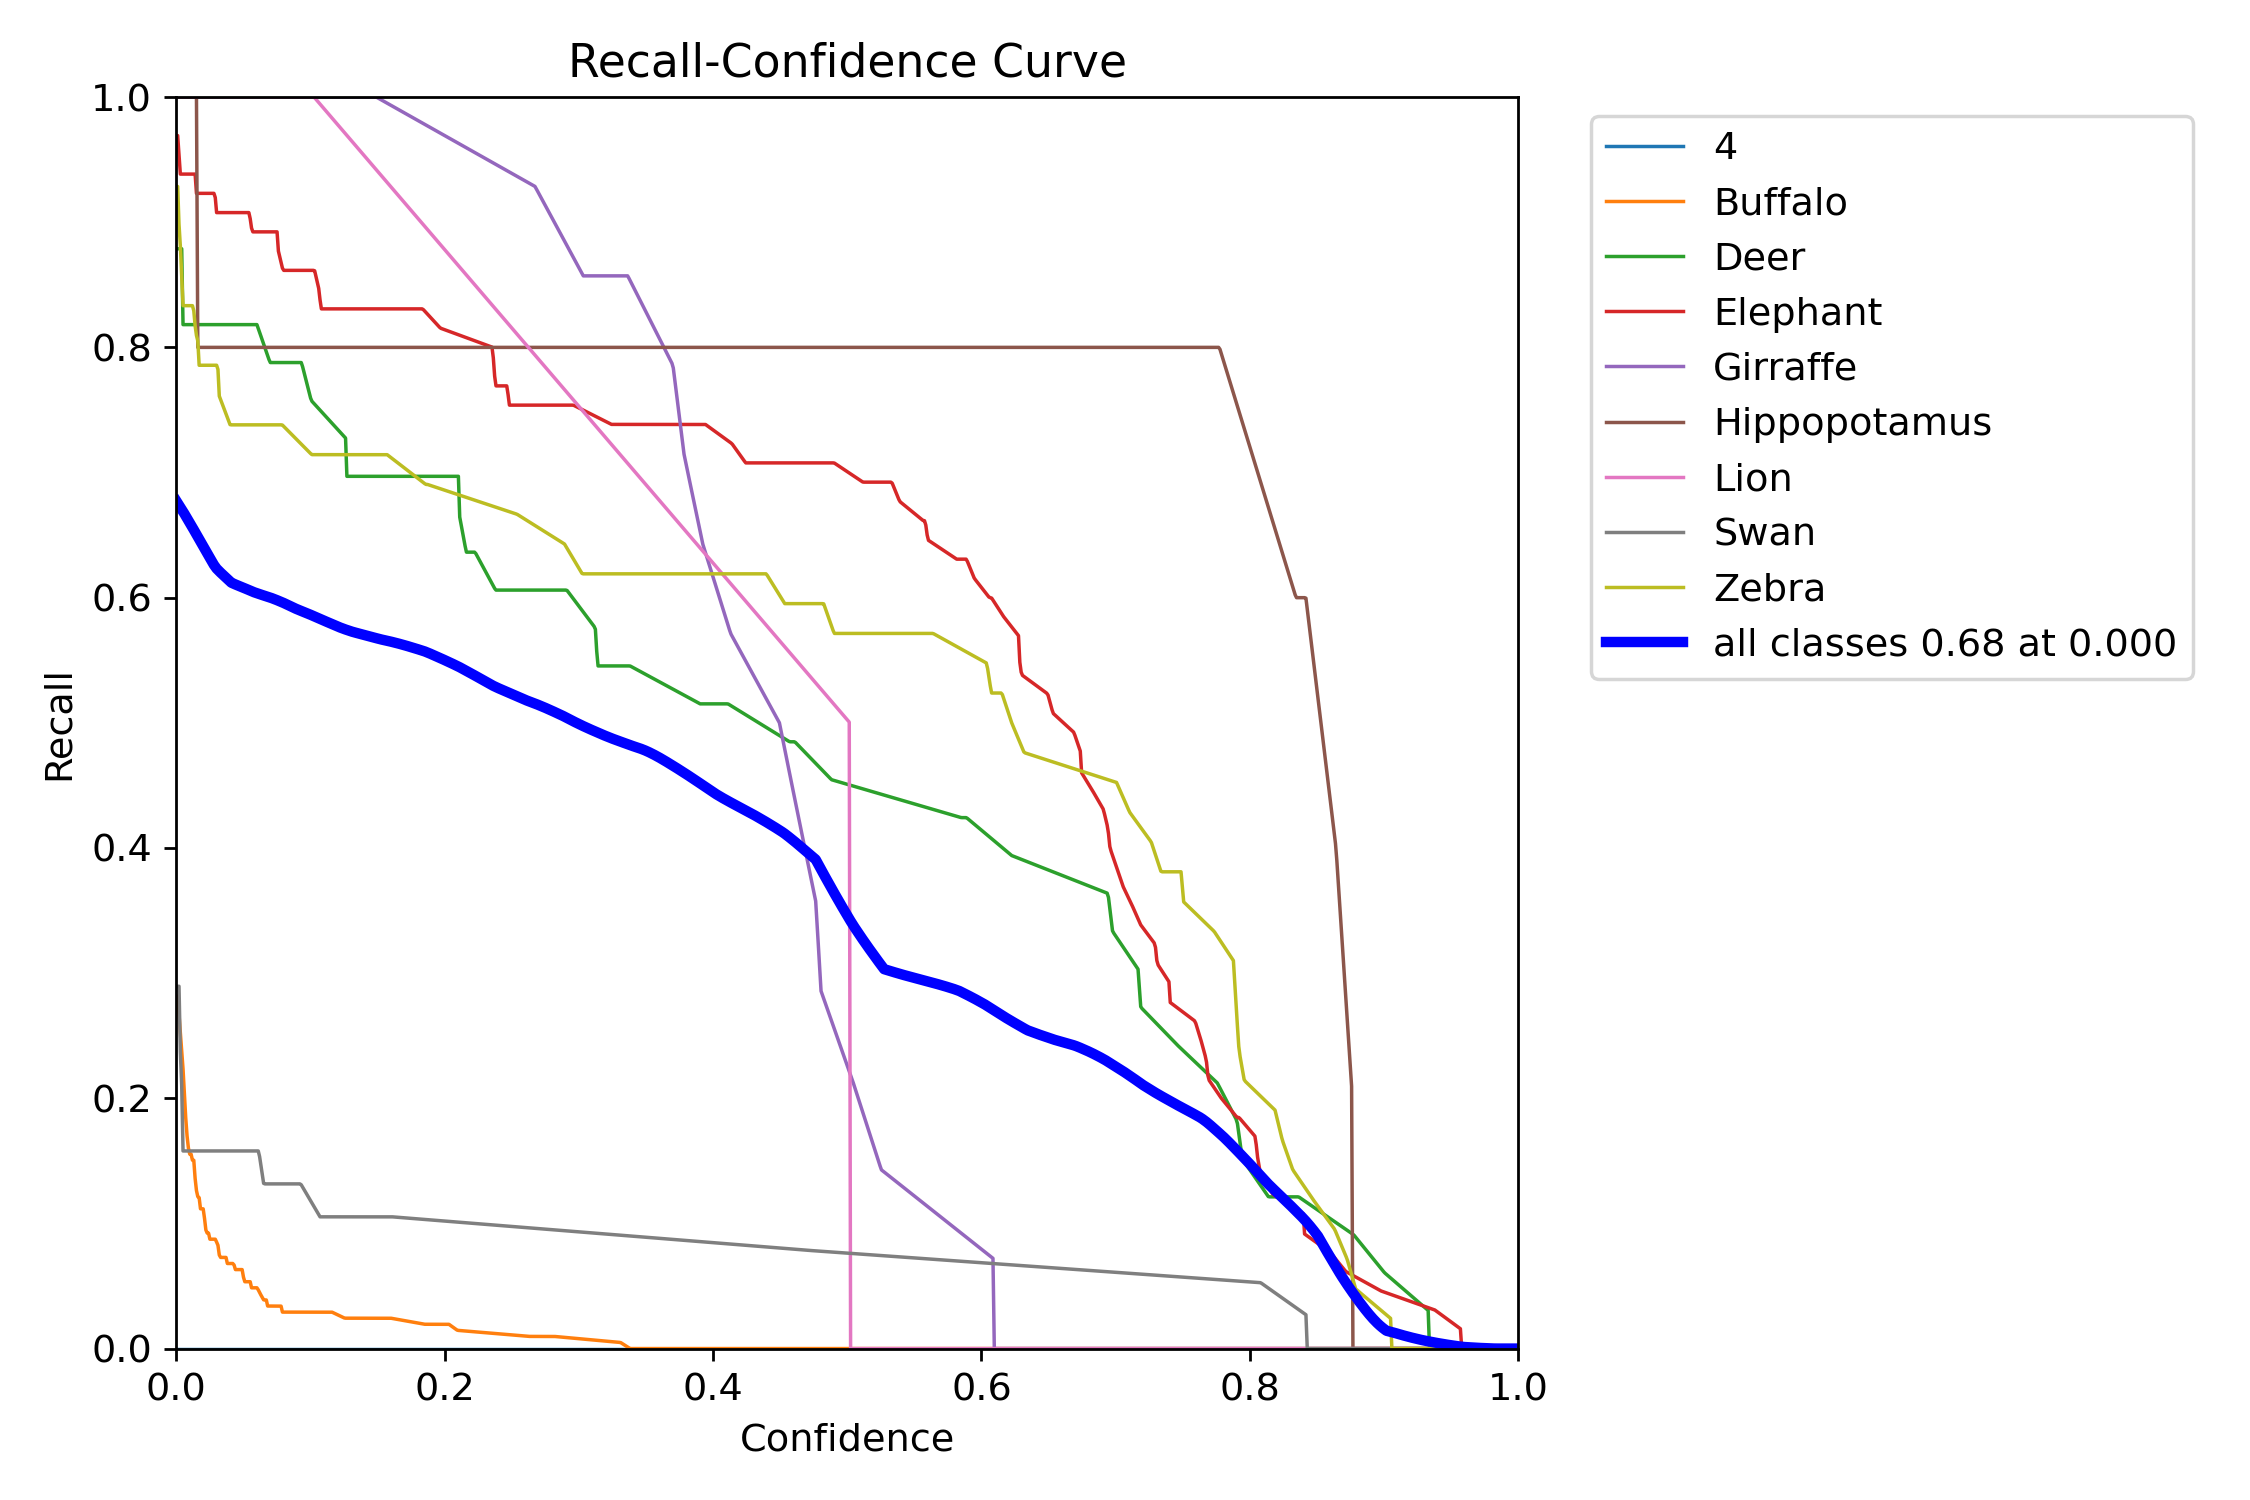 Recall-Confidence Curve
1.0
0.8
0.6
0.4
0.2
0.0
Recall
0.0 0.2 0.4 0.6 0.8 1.0
Confidence
4
Buffalo
Deer
Elephant
Girraffe
Hippopotamus
Lion
Swan
Zebra
all classes 0.68 at 0.000